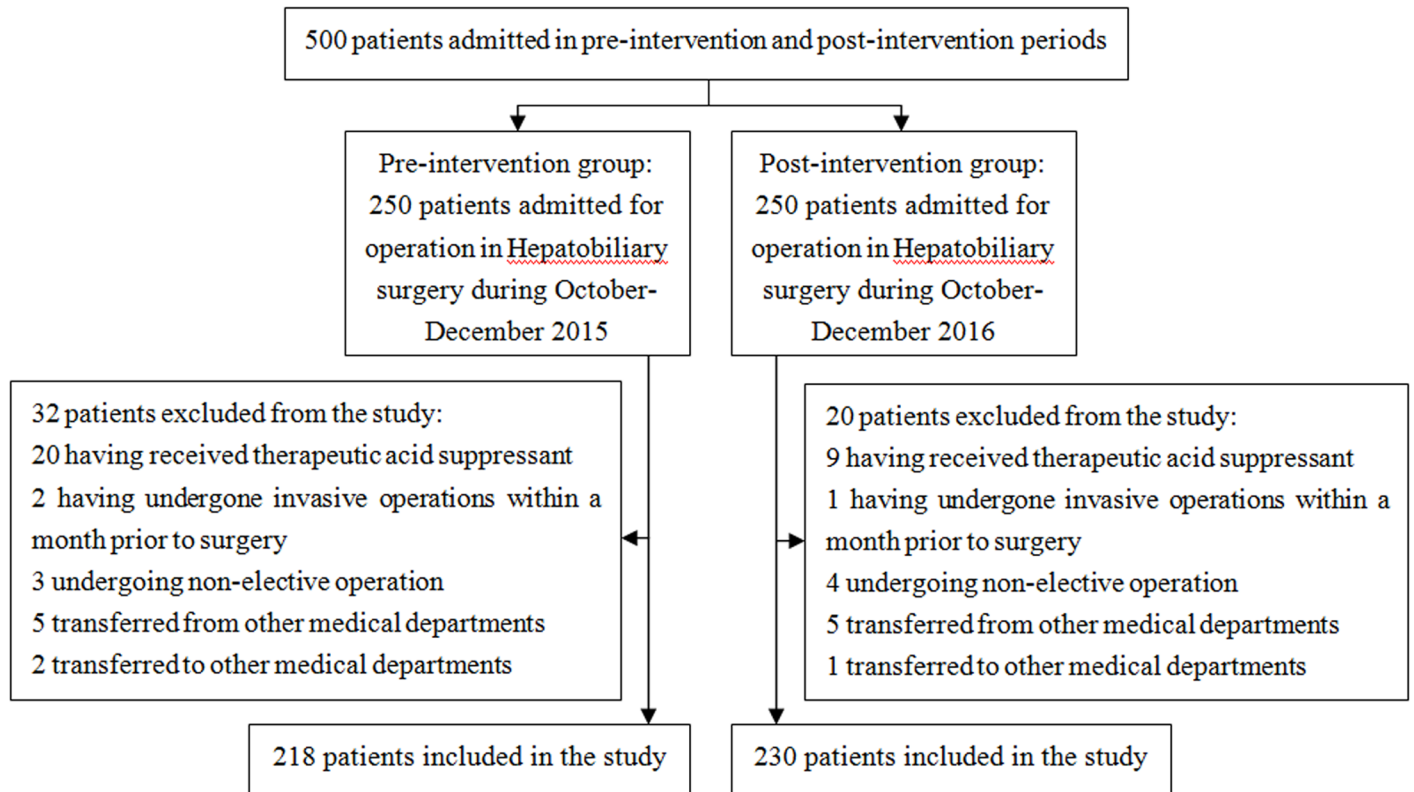 500 patients admitted in pre-intervention and post-intervention periods
Pre-intervention group:
250 patients admitted for
operation in Hepatobiliary
surgery during October-
December 2015
Post-intervention group:
250 patients admitted for
operation in Hepatobiliary
surgery during October-
December 2016
32 patients excluded from the study:
20 having received therapeutic acid suppressant
2 having undergone invasive operations within a
month prior to surgery
3 undergoing non-elective operation
5 transferred from other medical departments
2 transferred to other medical departments
20 patients excluded from the study:
9 having received therapeutic acid suppressant
1 having undergone invasive operations within a
month prior to surgery
4 undergoing non-elective operation
5 transferred from other medical departments
1 transferred to other medical departments
218 patients included in the study
230 patients included in the study